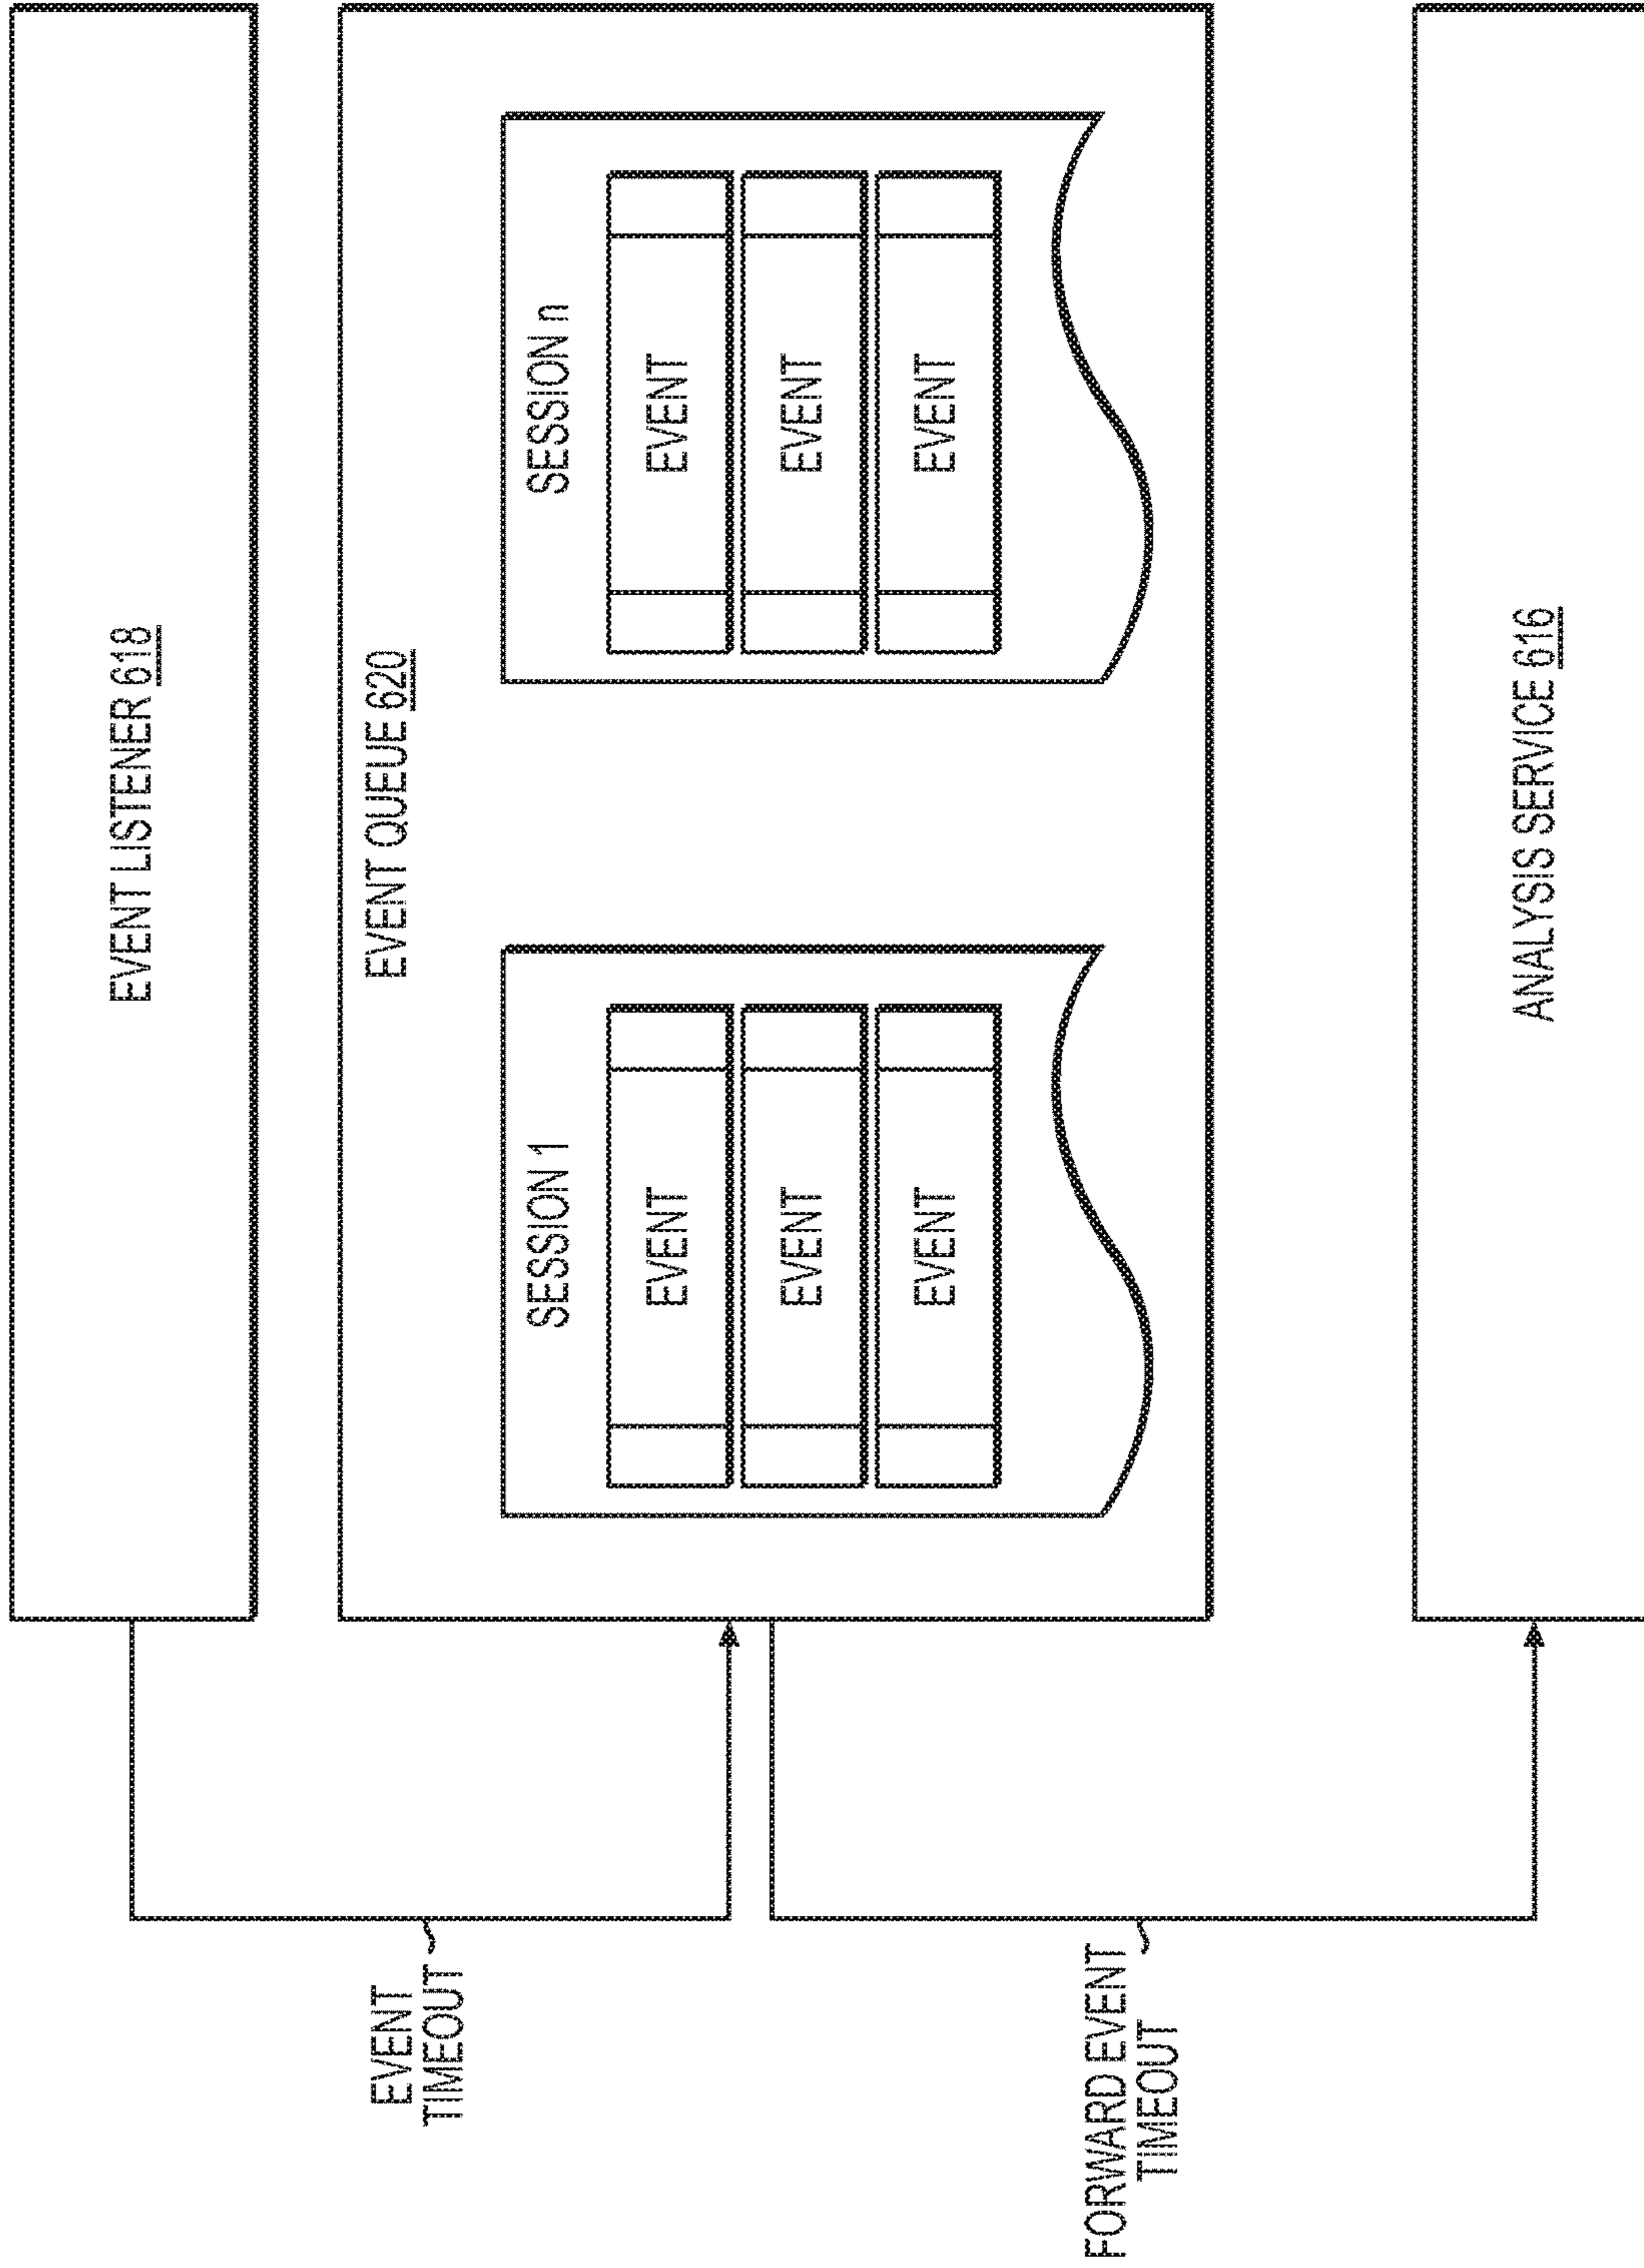 EVENT LISTENER 618
EVENT
TIMEOUT
EVENT QUEUE 620
SESSION 1
EVENT
EVENT
EVENT
SESSION n
EVENT
EVENT
EVENT
FORWARD EVENT
TIMEOUT
ANALYSIS SERVICE 616